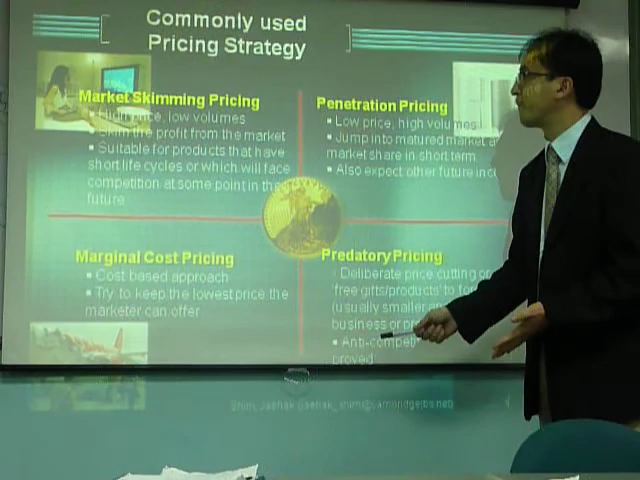 Commonly used
Pricing Strategy
Market Skimming Pricing
High price, low volumes
Skim the profit from the market
Suitable for products that have
short life cycles or which will face
competition at some point in the
future
Penetration Pricing
Low price, high volumes
Jump into matured market
market share in short term
Also expect other future
Marginal Cost Pricing
Cost based approach
Try to keep the lowest price the
marketer can offer
Predatory Pricing
Deliberate price cutting or
'free gifts/products' to
(usually smaller
business or
proved